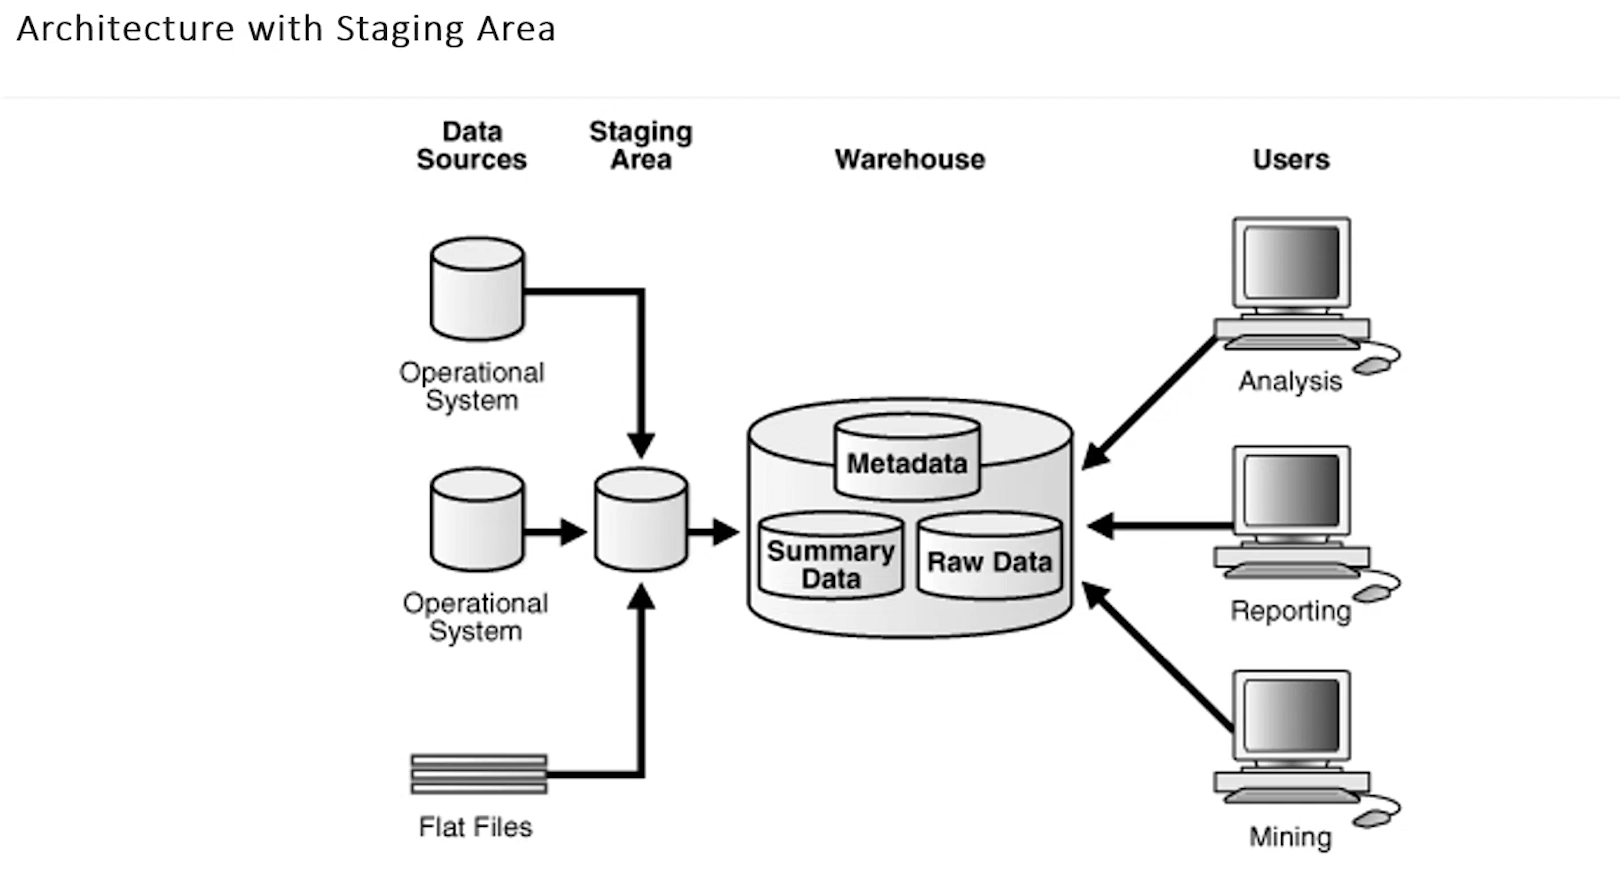 Architecture with Staging Area
Data
Sources
Staging
Area
Warehouse
Users
Operational
System
Analysis
Metadata
Summary
Data
Raw Data
Operational
System
Reporting
Flat Files
Mining